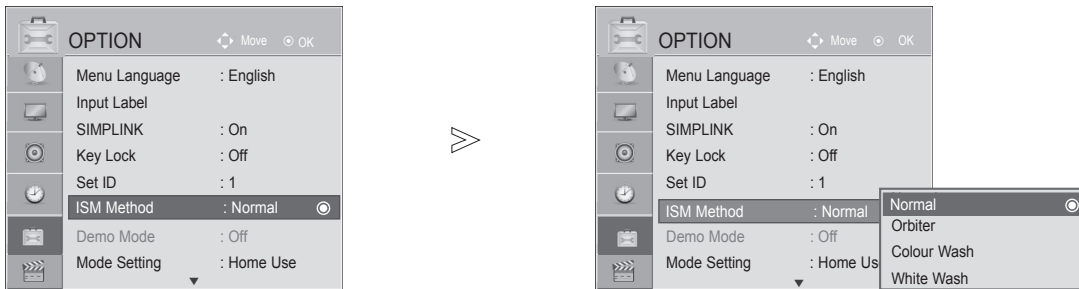 OPTION Move OK
Menu Language : English
Input Label
SIMPLINK : On
Key Lock : Off
Set ID : 1
ISM Method : Normal
Demo Mode : Off
Mode Setting : Home Use
OPTION Move OK
Menu Language : English
Input Label
SIMPLINK : On
Key Lock : Off
Set ID : 1
ISM Method : Normal
Demo Mode : Off
Mode Setting : Home Us
Normal
Orbiter
Colour Wash
White Wash